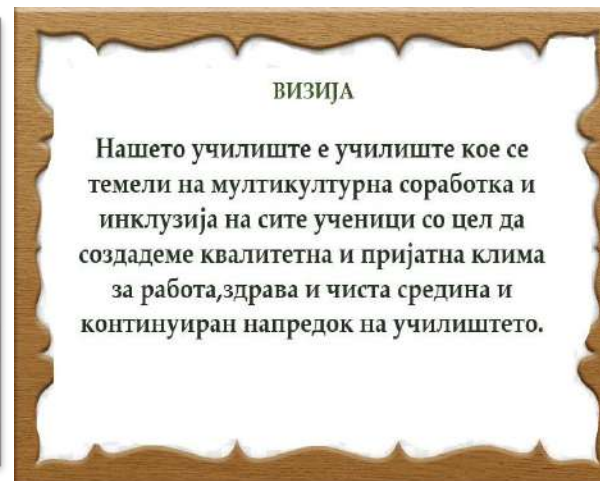 ВИЗИЈА
Нашето училиште е училиште кое се
темели на мултикултурна соработка и
инклузија на сите ученици со цел да
создадеме квалитетна и пријатна клима
за работа,здрава и чиста средина и
континуиран напредок на училиштето.